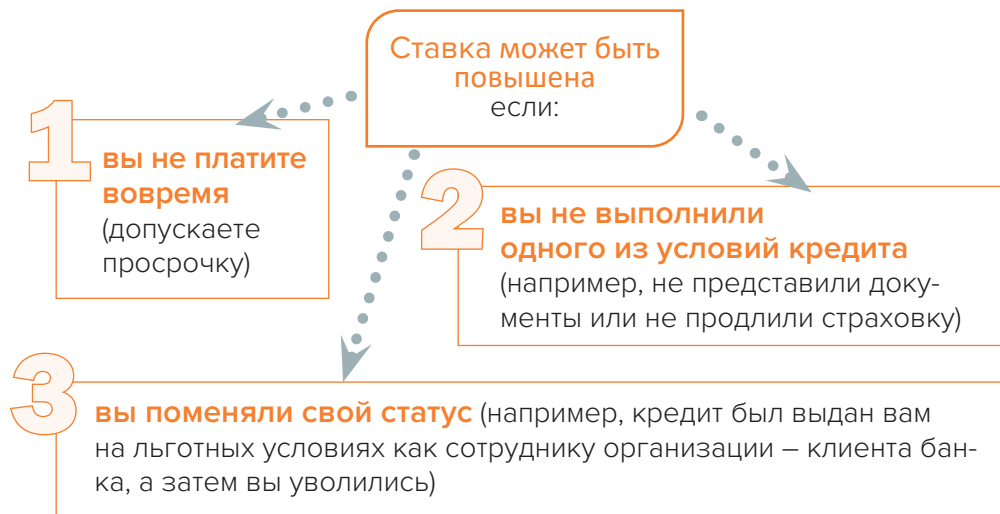 Ставка может быть
повышена
если:
1
вы не платите
вовремя
(допускаете
просрочку)
2
вы не выполнили
одного из условий кредита
(например, не представили доку-
менты или не продлили страховку)
3
вы поменяли свой статус (например, кредит был выдан вам
на льготных условиях как сотруднику организации – клиента бан-
ка, а затем вы уволились)